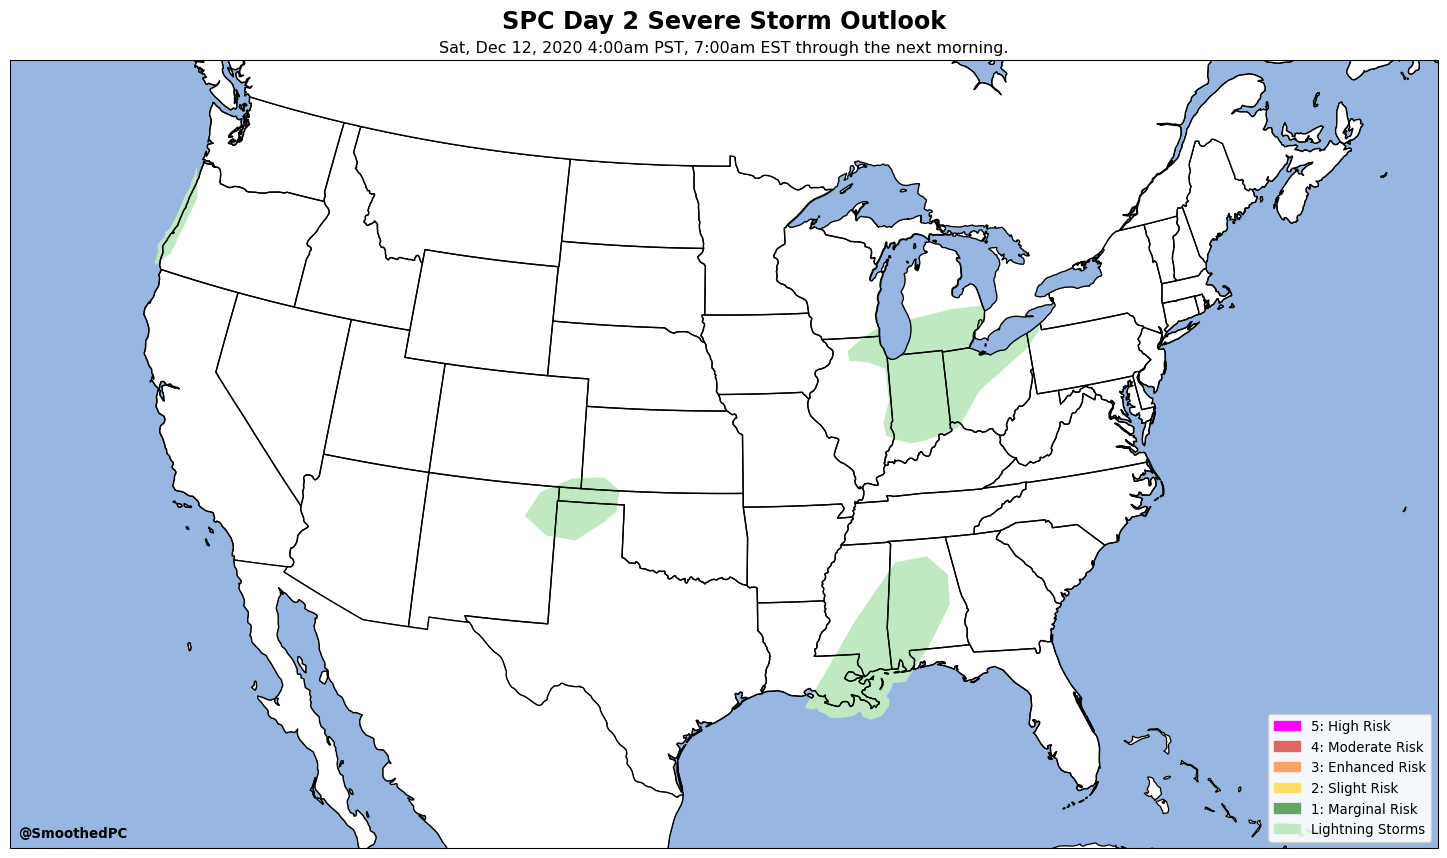 SPC Day 2 Severe Storm Outlook
Sat, Dec 12, 2020 4:00am PST, 7:00am EST through the next morning.
5: High Risk
4: Moderate Risk
3: Enhanced Risk
2: Slight Risk
1: Marginal Risk
Lightning Storms
@SmoothedPC